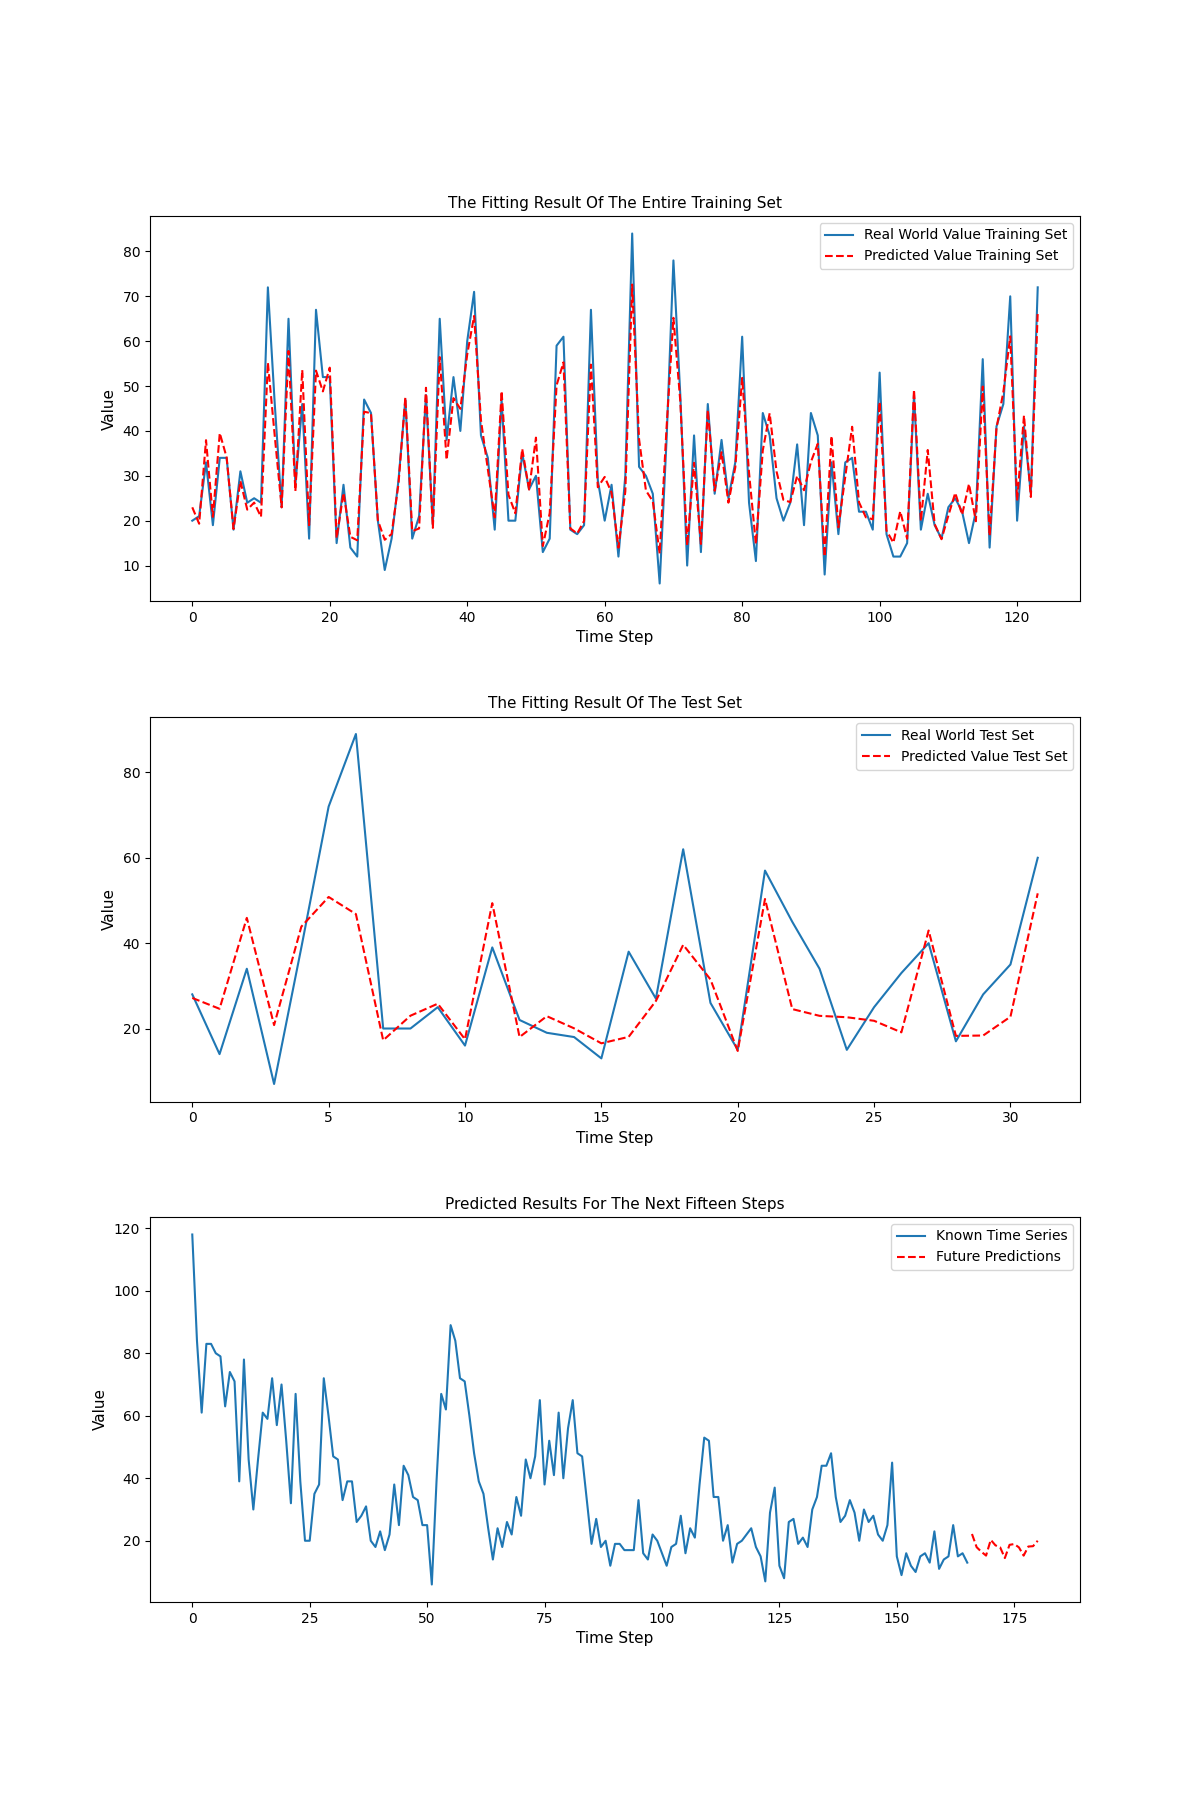 The Fitting Result Of The Entire Training Set
Real World Value Training Set
Predicted Value Training Set
Value
80
70
60
50
40
30
20
10
0 20 40 60 80 100 120
Time Step
The Fitting Result Of The Test Set
Real World Test Set
Predicted Value Test Set
Value
80
60
40
20
0 5 10 15 20 25 30
Time Step
Predicted Results For The Next Fifteen Steps
Known Time Series
Future Predictions
Value
120
100
80
60
40
20
0 25 50 75 100 125 150 175
Time Step